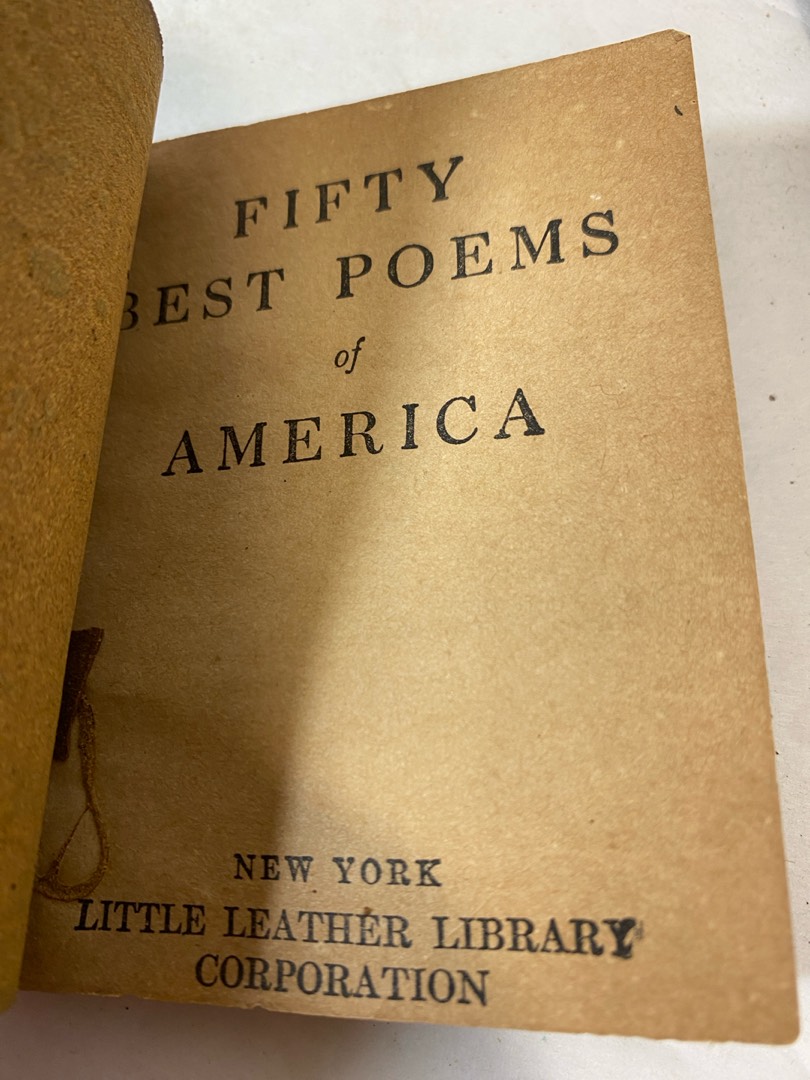 FIFTY
BEST POEMS
of
AMERICA
NEW YORK
LITTLE LEATHER LIBRARY
CORPORATION